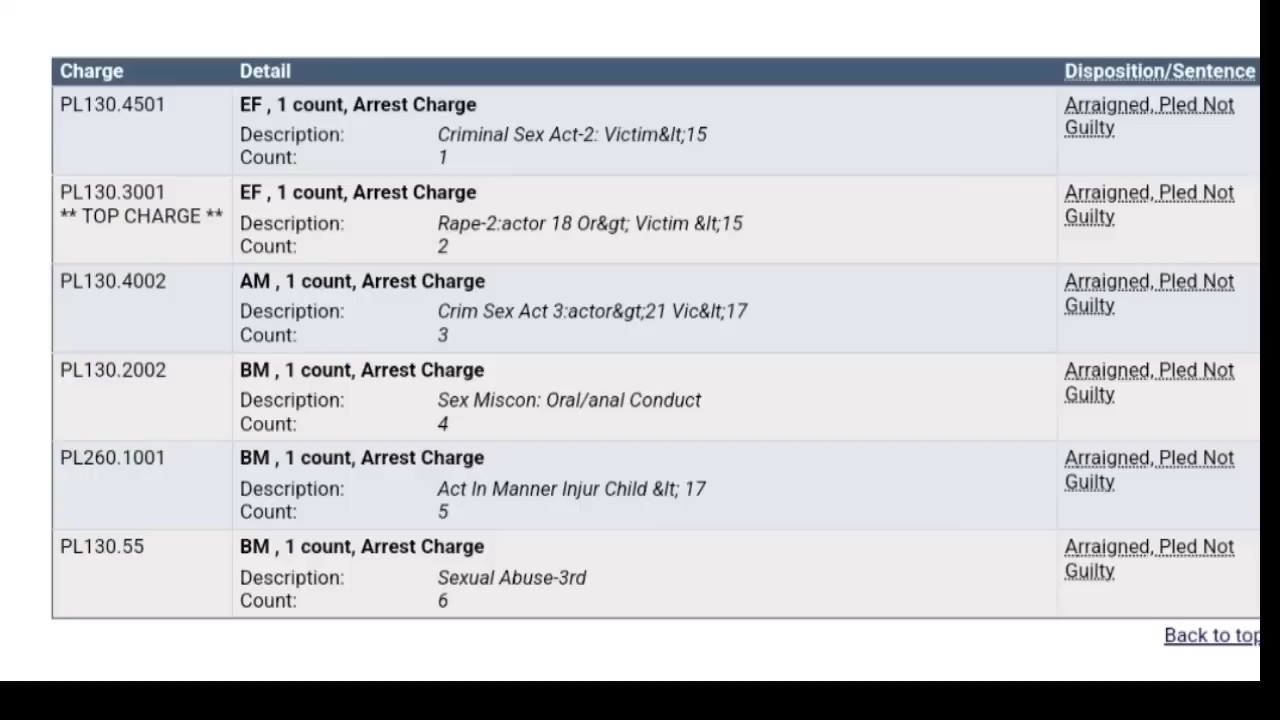 Charge Detail Disposition/Sentence
PL130.4501 EF , 1 count, Arrest Charge Arraigned, Pled Not
Guilty
Description: Criminal Sex Act-2: Victim&lt;15
Count: 1
PL130.3001 EF , 1 count, Arrest Charge Arraigned, Pled Not
** TOP CHARGE ** Guilty
Description: Rape-2:actor 18 Or&gt; Victim &lt;15
Count: 2
PL130.4002 AM , 1 count, Arrest Charge Arraigned, Pled Not
Guilty
Description: Crim Sex Act 3:actor&gt;21 Vic&lt;17
Count: 3
PL130.2002 BM , 1 count, Arrest Charge Arraigned, Pled Not
Guilty
Description: Sex Miscon: Oral/anal Conduct
Count: 4
PL260.1001 BM , 1 count, Arrest Charge Arraigned, Pled Not
Guilty
Description: Act In Manner Injur Child &lt; 17
Count: 5
PL130.55 BM , 1 count, Arrest Charge Arraigned, Pled Not
Guilty
Description: Sexual Abuse-3rd
Count: 6
Back to top